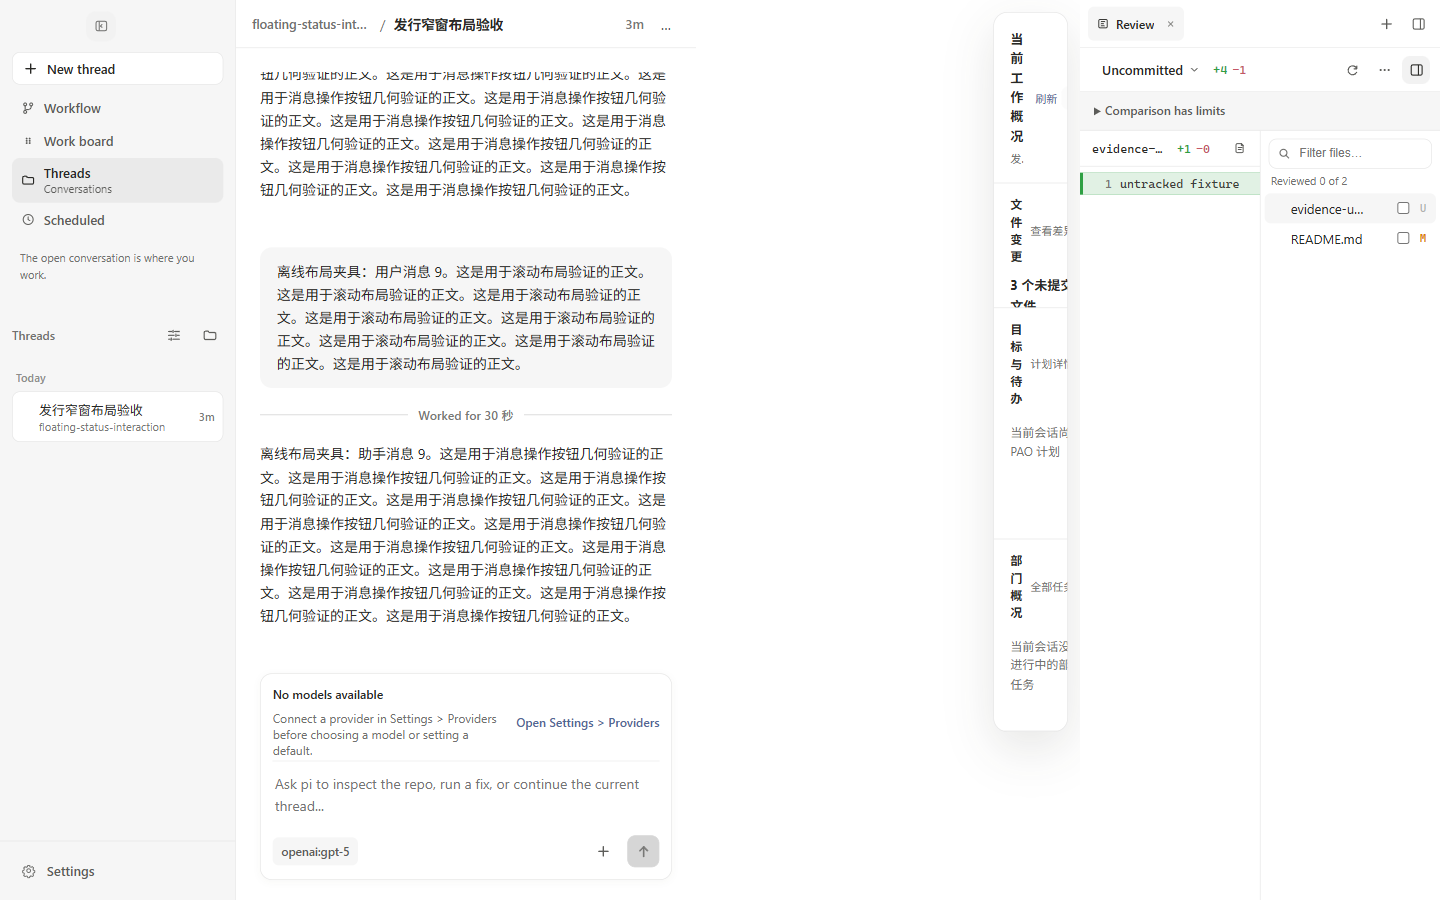 New thread
Workflow
Work board
Threads
Conversations
Scheduled
The open conversation is where you
work.
Threads
Today
发行窄窗布局验收
floating-status-interaction
3m
Settings
floating-status-int... / 发行窄窗布局验收
3m
...
钮几何验证的正文。这是用于消息操作按钮几何验证的正文。这是
用于消息操作按钮几何验证的正文。这是用于消息操作按钮几何验
证的正文。这是用于消息操作按钮几何验证的正文。这是用于消息
操作按钮几何验证的正文。这是用于消息操作按钮几何验证的正
文。这是用于消息操作按钮几何验证的正文。这是用于消息操作按
钮几何验证的正文。这是用于消息操作按钮几何验证的正文。
离线布局夹具：用户消息 9。这是用于滚动布局验证的正文。
这是用于滚动布局验证的正文。这是用于滚动布局验证的正
文。这是用于滚动布局验证的正文。这是用于滚动布局验证的
正文。这是用于滚动布局验证的正文。这是用于滚动布局验证
的正文。这是用于滚动布局验证的正文。
Worked for 30 秒
离线布局夹具：助手消息 9。这是用于消息操作按钮几何验证的正
文。这是用于消息操作按钮几何验证的正文。这是用于消息操作按
钮几何验证的正文。这是用于消息操作按钮几何验证的正文。这是
用于消息操作按钮几何验证的正文。这是用于消息操作按钮几何验
证的正文。这是用于消息操作按钮几何验证的正文。这是用于消息
操作按钮几何验证的正文。这是用于消息操作按钮几何验证的正
文。这是用于消息操作按钮几何验证的正文。这是用于消息操作按
钮几何验证的正文。这是用于消息操作按钮几何验证的正文。
No models available
Connect a provider in Settings > Providers
before choosing a model or setting a
default.
Open Settings > Providers
Ask pi to inspect the repo, run a fix, or continue the current
thread...
openai:gpt-5
当
前
工
作
概
况
刷新
发.
文
件
变
更
查看差
3 个未提交
文件
目
标
与
待
办
计划详情
当前会话尚
PAO 计划
部
门
概
况
全部任务
当前会话没
进行中的部
任务
Review
Uncommitted
+4 −1
Comparison has limits
evidence-…
+1 −0
1 untracked fixture
Filter files…
Reviewed 0 of 2
evidence-u...
U
README.md
M